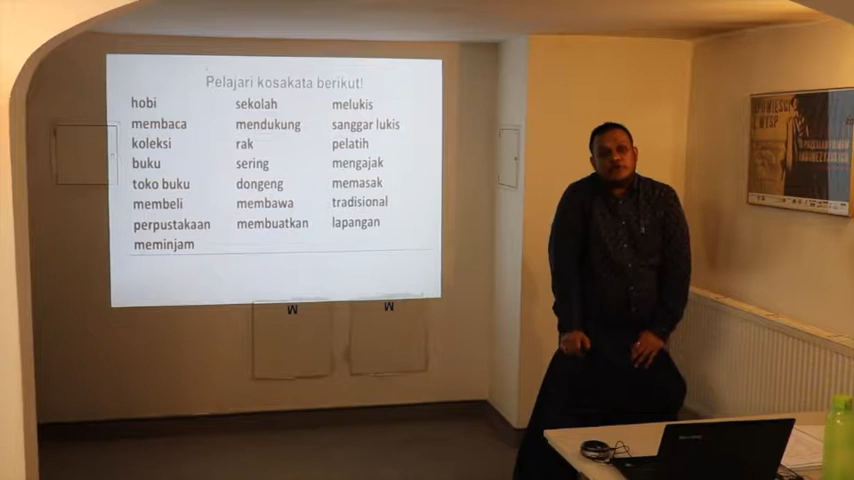 Pelajari kosakata berikut!
hobi
membaca
koleksi
buku
toko buku
membeli
perpustakaan
meminjam
sekolah
mendukung
rak
sering
dongeng
membawa
membuatkan
melukis
sanggar lukis
pelatih
mengajar
memasak
tradisional
lapangan